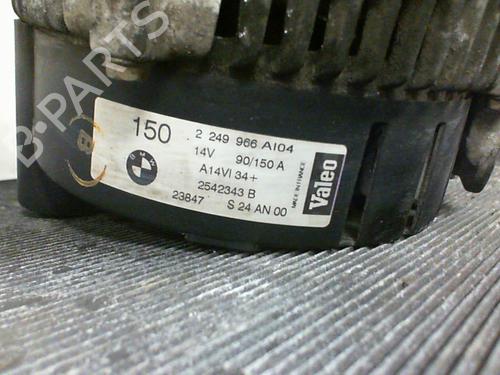 B-PARTS
150
2 249 966 AI04
14V 90/150 A
A14VI 34+
2542343 B
23847 S 24 AN 00
MADE IN FRANCE
Valeo
8